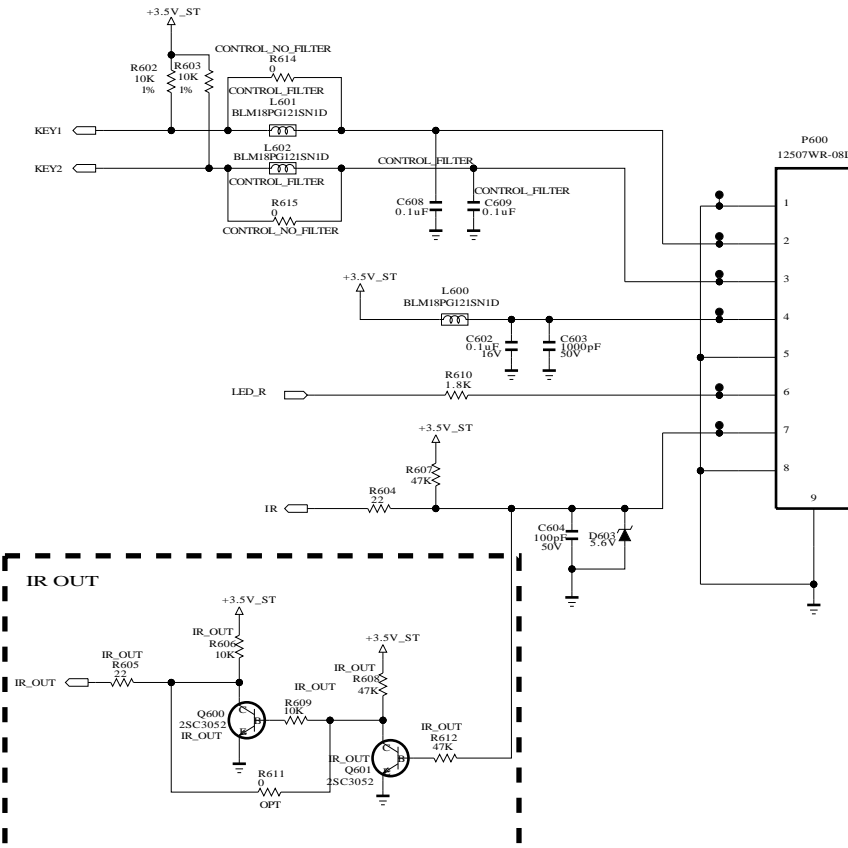 +3.5V_ST
CONTROL_NO_FILTER
R614
0
R602
10K
1%
R603
10K
1%
CONTROL_FILTER
L601
BLM18PG121SN1D
KEY1
P600
L602
BLM18PG121SN1D
12507WR-08L
KEY2
CONTROL_FILTER
CONTROL_FILTER
CONTROL_FILTER
R615
0
CONTROL_NO_FILTER
C608
0.1uF
C609
0.1uF
1
2
3
+3.5V_ST
L600
BLM18PG121SN1D
4
C602
0.1uF
16V
C603
1000pF
50V
5
R610
1.8K
LED_R
6
+3.5V_ST
7
R607
47K
8
R604
22
9
IR
C604
100pF
50V
D603
5.6V
IR OUT
+3.5V_ST
IR_OUT
R606
10K
+3.5V_ST
IR_OUT
R605
22
IR_OUT
R608
47K
IR_OUT
IR_OUT
R609
10K
Q600
2SC3052
IR_OUT
C
B
E
IR_OUT
R612
47K
IR_OUT
Q601
2SC3052
C
B
E
R611
0
OPT